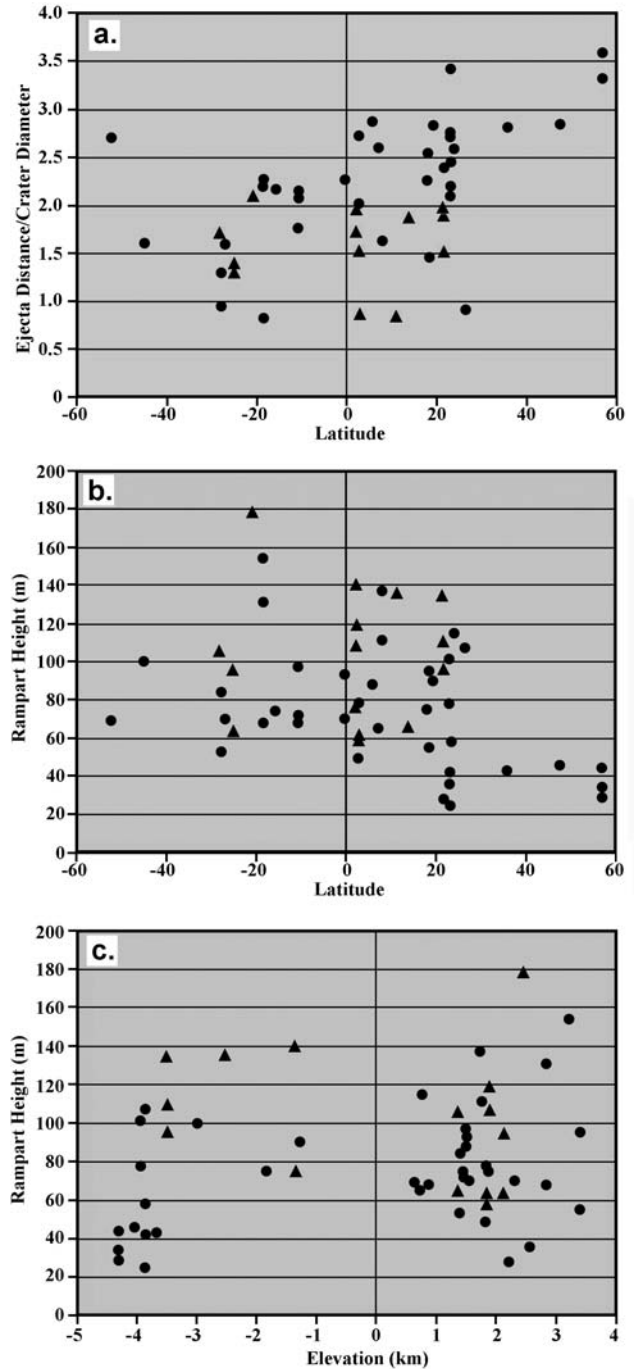 a.
4.0
3.5
3.0
2.5
2.0
1.5
1.0
0.5
0
Ejecta Distance/Crater Diameter
-60 -40 -20 0 20 40 60
Latitude
b.
200
180
160
140
120
100
80
60
40
20
0
Rampart Height (m)
-60 -40 -20 0 20 40 60
Latitude
c.
200
180
160
140
120
100
80
60
40
20
0
Rampart Height (m)
-5 -4 -3 -2 -1 0 1 2 3 4
Elevation (km)